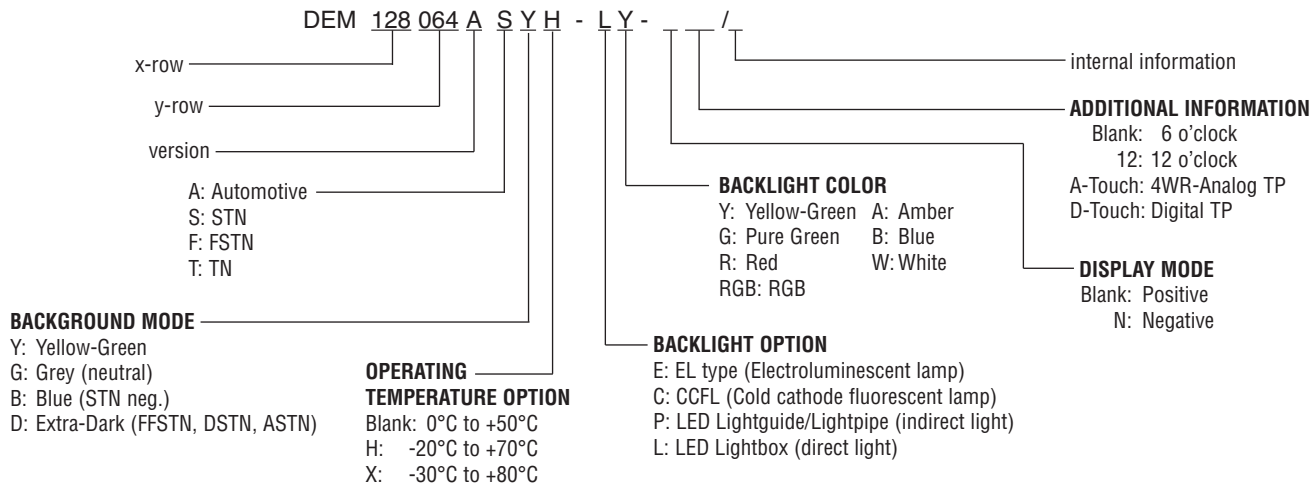 DEM 128 064 A S Y H - L Y - /
x-row
y-row
version
A: Automotive
S: STN
F: FSTN
T: TN
BACKGROUND MODE
Y: Yellow-Green
G: Grey (neutral)
B: Blue (STN neg.)
D: Extra-Dark (FFSTN, DSTN, ASTN)
OPERATING
TEMPERATURE OPTION
Blank: 0°C to +50°C
H: -20°C to +70°C
X: -30°C to +80°C
BACKLIGHT OPTION
E: EL type (Electroluminescent lamp)
C: CCFL (Cold cathode fluorescent lamp)
P: LED Lightguide/Lightpipe (indirect light)
L: LED Lightbox (direct light)
BACKLIGHT COLOR
Y: Yellow-Green A: Amber
G: Pure Green B: Blue
R: Red W: White
RGB: RGB
DISPLAY MODE
Blank: Positive
N: Negative
ADDITIONAL INFORMATION
Blank: 6 o'clock
12: 12 o'clock
A-Touch: 4WR-Analog TP
D-Touch: Digital TP
internal information